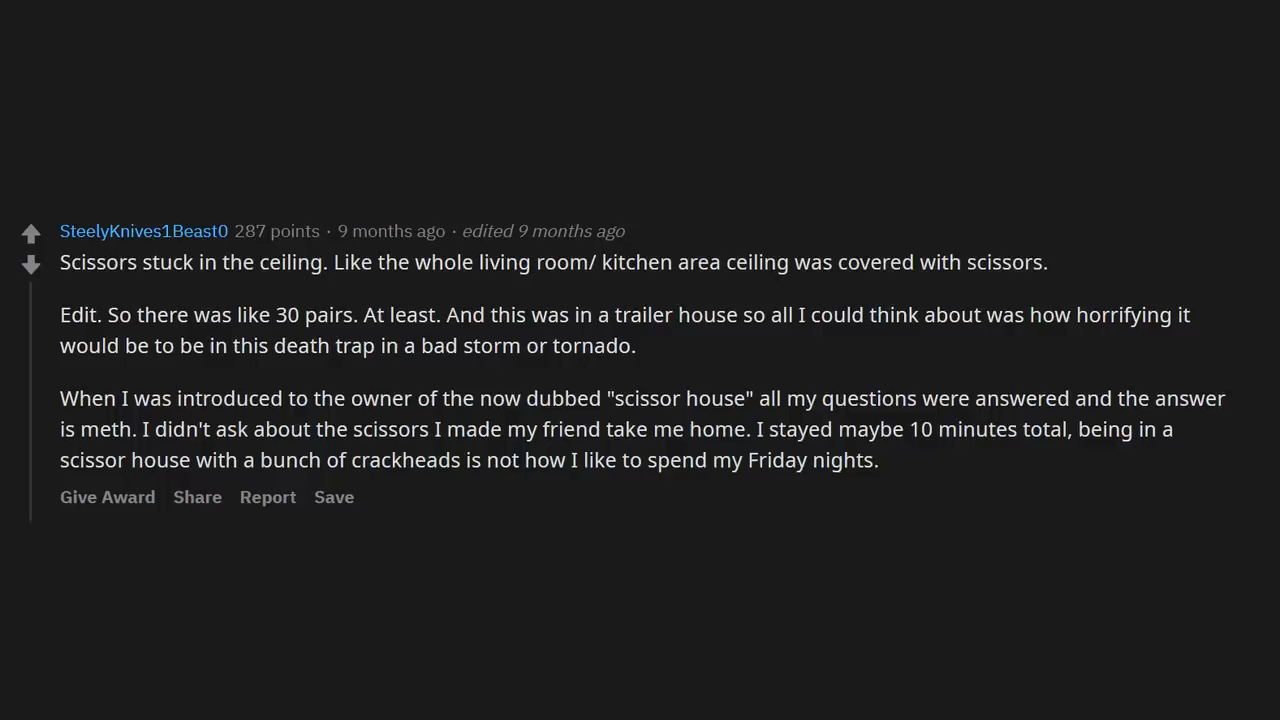 SteelyKnives1Beast0 287 points · 9 months ago · edited 9 months ago
Scissors stuck in the ceiling. Like the whole living room/ kitchen area ceiling was covered with scissors.
Edit. So there was like 30 pairs. At least. And this was in a trailer house so all I could think about was how horrifying it
would be to be in this death trap in a bad storm or tornado.
When I was introduced to the owner of the now dubbed "scissor house" all my questions were answered and the answer
is meth. I didn't ask about the scissors I made my friend take me home. I stayed maybe 10 minutes total, being in a
scissor house with a bunch of crackheads is not how I like to spend my Friday nights.
Give Award Share Report Save